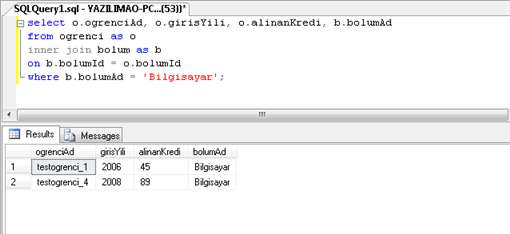 SQLQuery1.sql - YAZILIMAO-PC...(53))*
select o.ogrenciAd, o.girisYili, o.alinanKredi, b.bolumAd
from ogrenci as o
inner join bolum as b
on b.bolumId = o.bolumId
where b.bolumAd = 'Bilgisayar';
Results Messages
ogrenciAd girisYili alinanKredi bolumAd
1 testogrenci_1 2006 45 Bilgisayar
2 testogrenci_4 2008 89 Bilgisayar